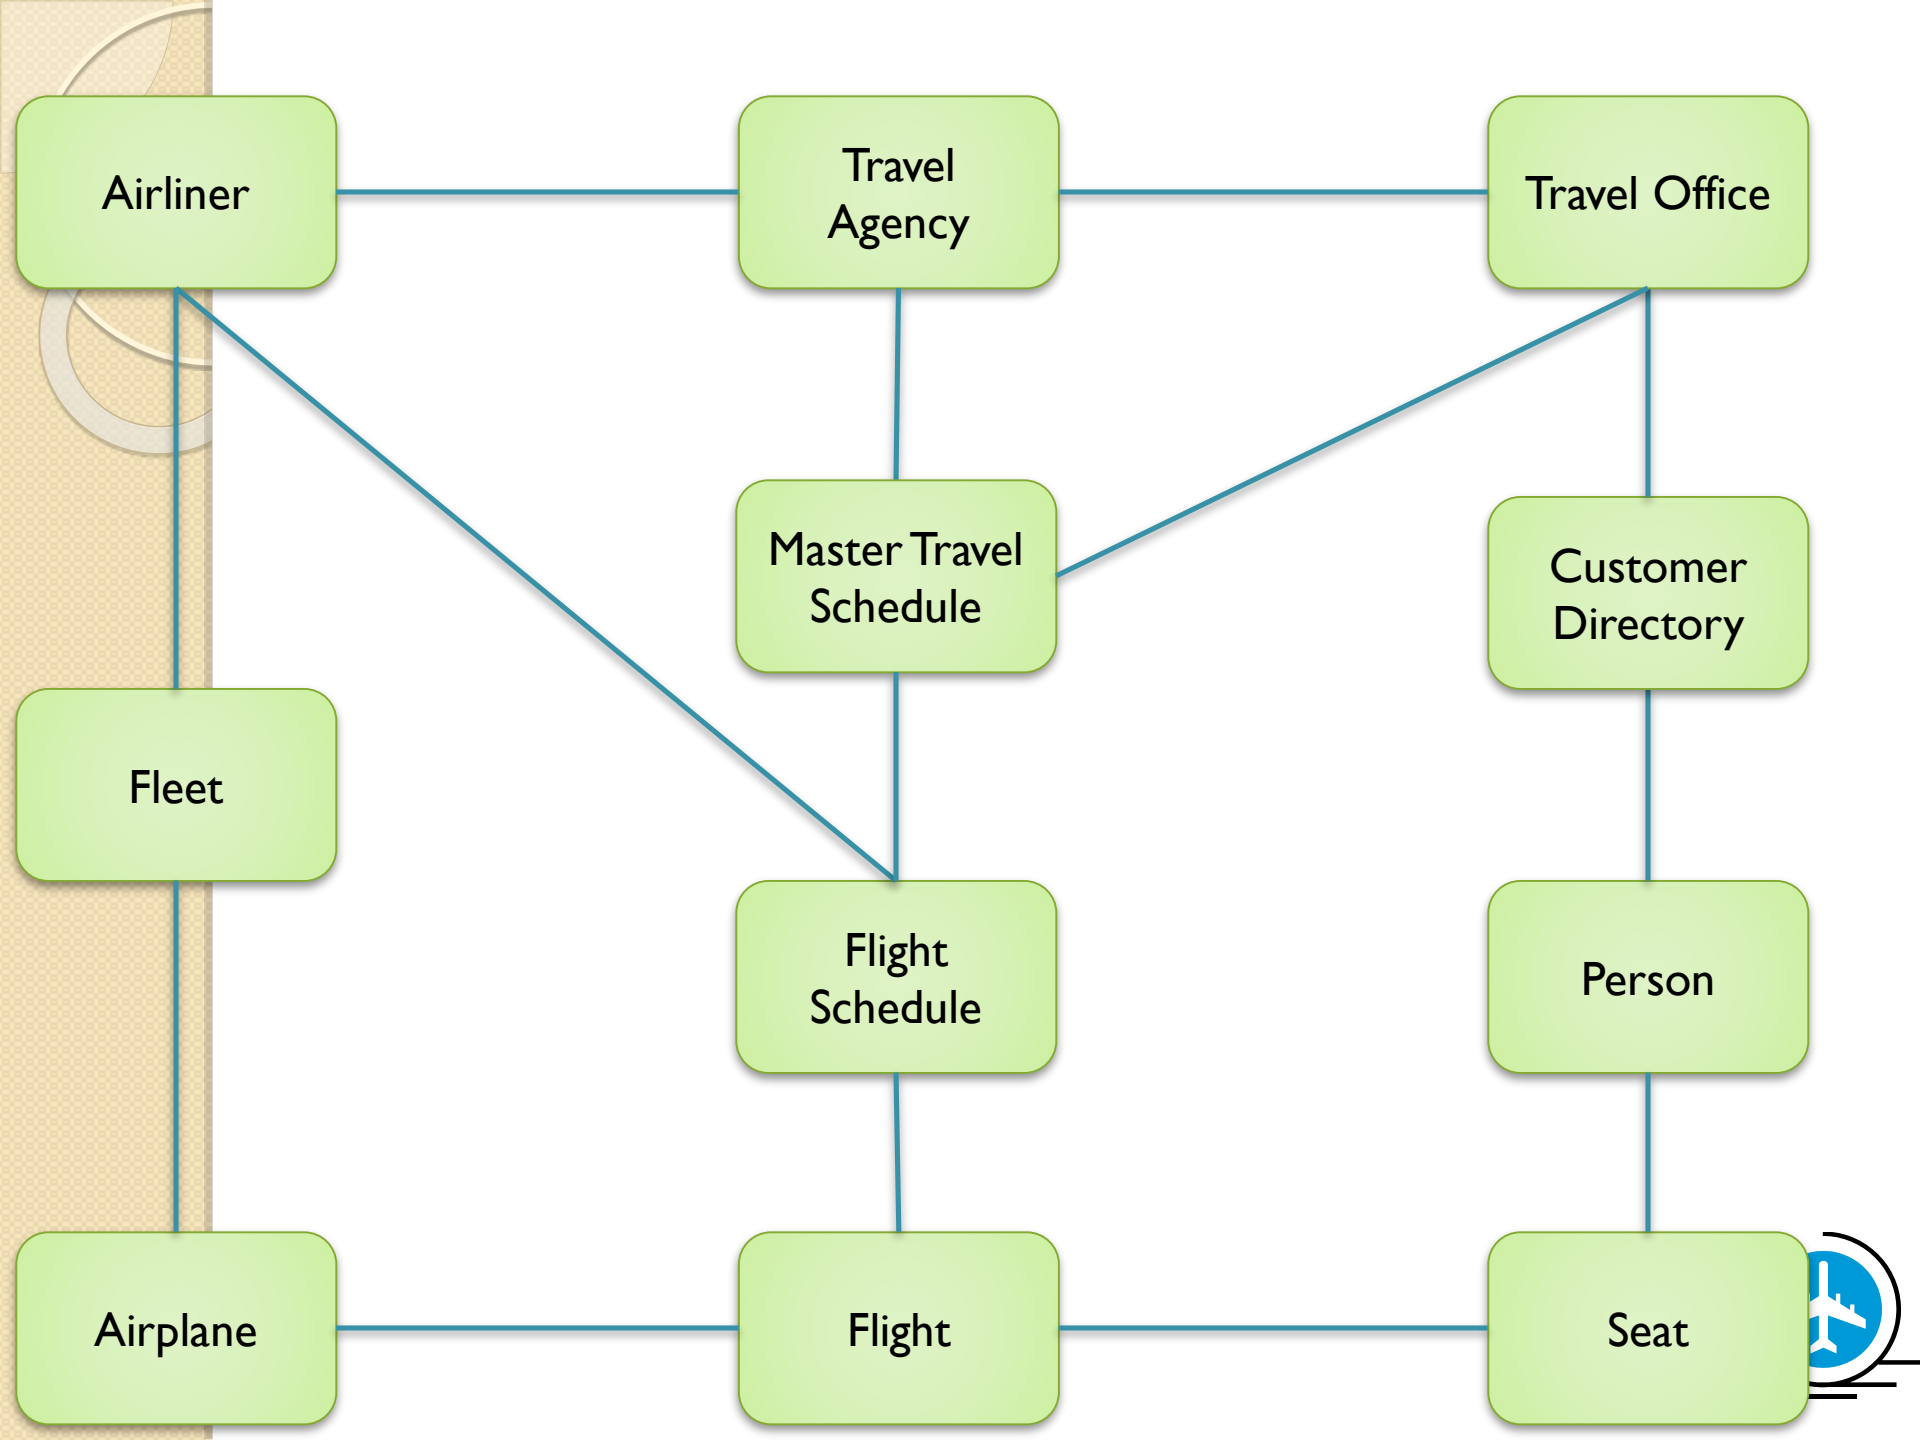 Airliner
Travel
Agency
Travel Office
Master Travel
Schedule
Customer
Directory
Fleet
Flight
Schedule
Person
Airplane
Flight
Seat